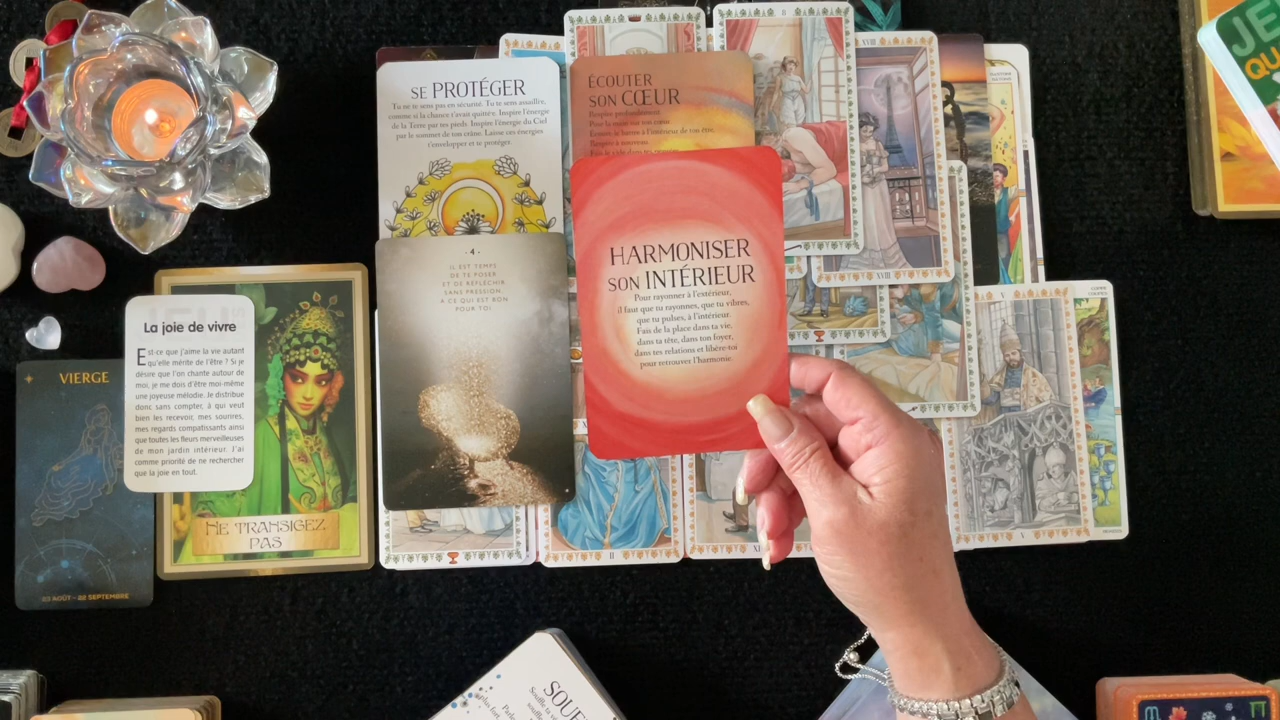 SE PROTÉGER
Tu ne te sens pas en sécurité. Tu te sens assaillre,
comme si la chance t'avait quittée. Inspire l'énergie
de la Terre par tes pieds. Inspire l'énergie du Ciel
par le sommet de ton crâne. Laisse ces énergies
t'envelopper et te protéger.
ÉCOUTER
SON CŒUR
Respire profondément.
Pose la main sur ton cœur.
Écoute le battre à l'intérieur de ton être.
Respire à nouveau.
HARMONISER
SON INTÉRIEUR
Pour rayonner à l'extérieur,
il faut que tu rayonnes, que tu vibres,
que tu pulses, à l'intérieur.
Fais de la place dans ta vie,
dans ta tête, dans ton foyer,
dans tes relations et libère-toi
pour retrouver l'harmonie.
- 4 -
IL EST TEMPS
DE TE POSER
ET DE RÉFLÉCHIR
SANS PRESSION
À CE QUI EST BON
POUR TOI
La joie de vivre
Est-ce que j'aime la vie autant
qu'elle mérite de l'être ? Si je
désire que l'on chante autour de
moi, je me dois d'être moi-même
une joyeuse mélodie. Je distribue
donc sans compter, à qui veut
bien les recevoir, mes sourires,
mes regards compatissants ainsi
que toutes les fleurs merveilleuses
de mon jardin intérieur. J'ai
comme priorité de ne rechercher
que la joie en tout.
VIERGE
23 AOÛT - 22 SEPTEMBRE
NE TRANSIGEZ
PAS
XVIII
XVIII
V
V
II
JE
QU
SOU